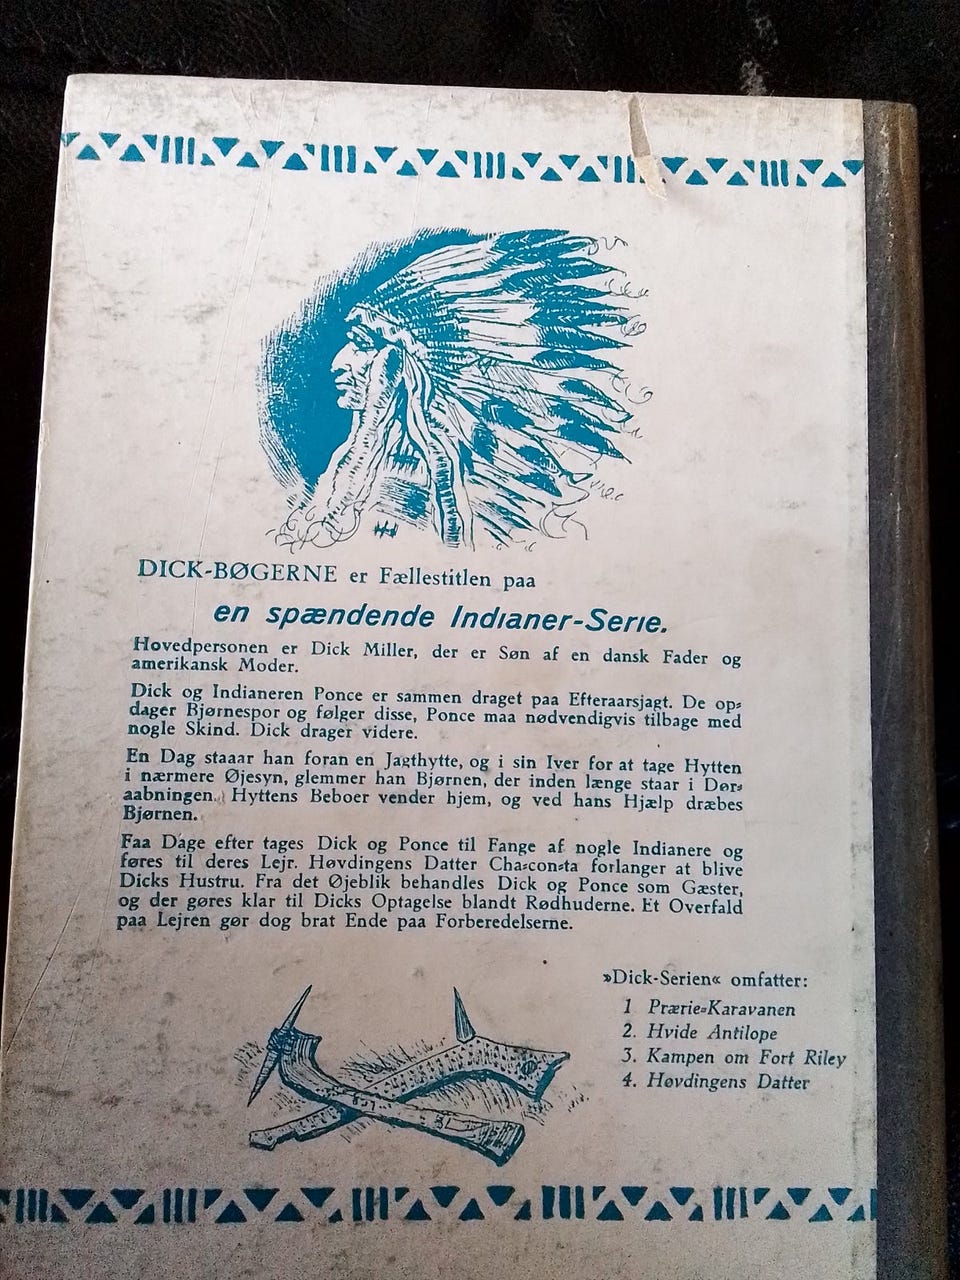 DICK-BØGERNE er Fællestitlen paa
en spændende Indianer-Serie.
Hovedpersonen er Dick Miller, der er Søn af en dansk Fader og
amerikansk Moder.
Dick og Indianeren Ponce er sammen draget paa Efteraarsjagt. De op-
dager Bjørnespor og følger disse, Ponce maa nødvendigvis tilbage med
nogle Skind. Dick drager videre.
En Dag staaar han foran en Jagthytte, og i sin Iver for at tage Hytten
i nærmere Øjesyn, glemmer han Bjørnen, der inden længe staar i Dør-
aabningen. Hyttens Beboer vender hjem, og ved hans Hjælp dræbes
Bjørnen.
Faa Dage efter tages Dick og Ponce til Fange af nogle Indianere og
føres til deres Lejr. Høvdingens Datter Cha-con-ta forlanger at blive
Dicks Hustru. Fra det Øjeblik behandles Dick og Ponce som Gæster,
og der gøres klar til Dicks Optagelse blandt Rødhuderne. Et Overfald
paa Lejren gør dog brat Ende paa Forberedelserne.
»Dick-Serien« omfatter:
1 Prærie-Karavanen
2. Hvide Antilope
3. Kampen om Fort Riley
4. Høvdingens Datter